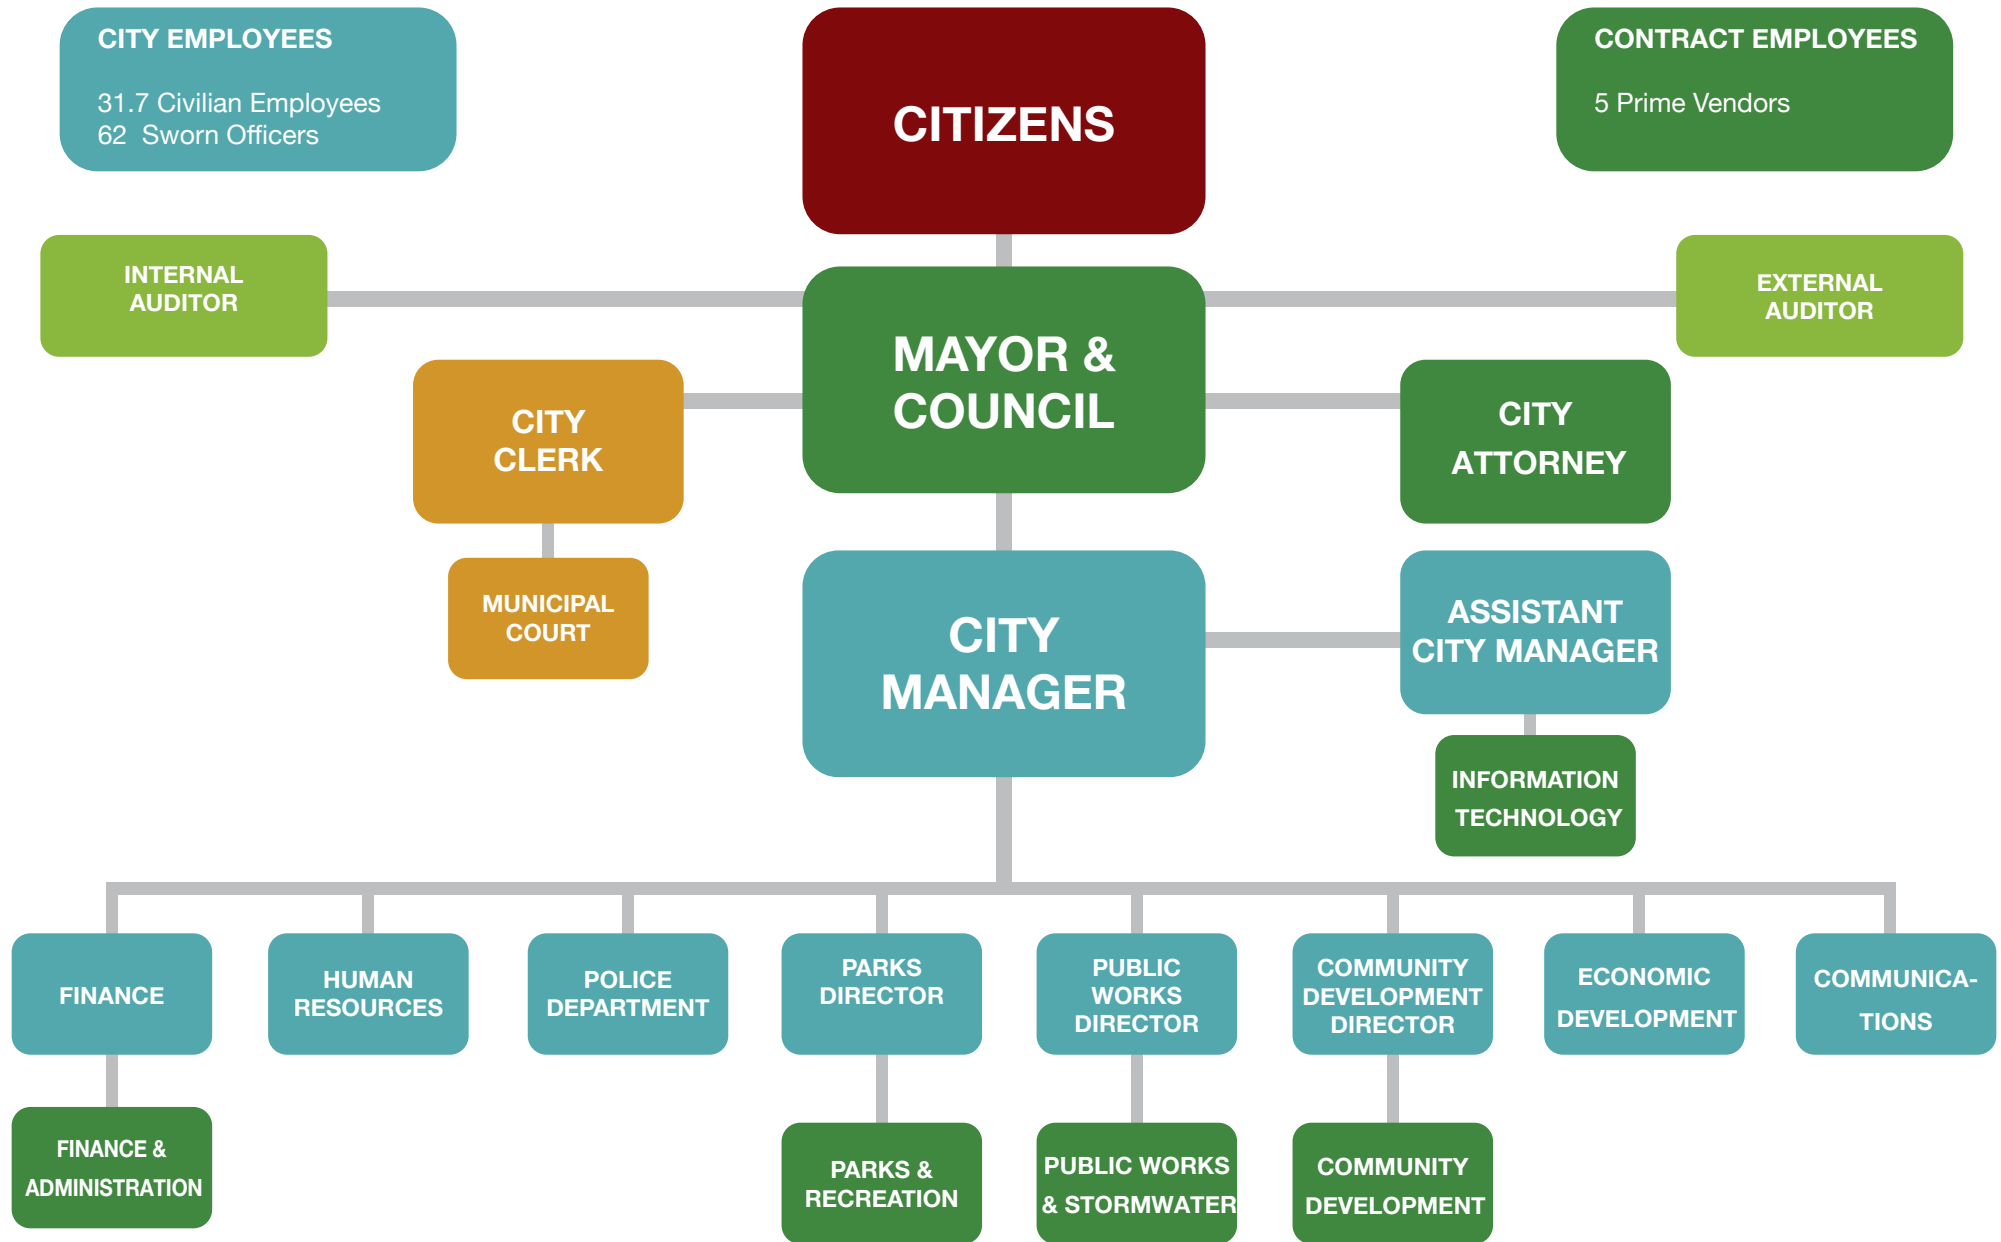 CITY EMPLOYEES
31.7 Civilian Employees
62  Sworn Officers
CITIZENS
CONTRACT EMPLOYEES
5 Prime Vendors
INTERNAL
AUDITOR
EXTERNAL
AUDITOR
MAYOR &
COUNCIL
CITY
CLERK
CITY
ATTORNEY
MUNICIPAL
COURT
CITY
MANAGER
ASSISTANT
CITY MANAGER
INFORMATION
TECHNOLOGY
FINANCE
HUMAN
RESOURCES
POLICE
DEPARTMENT
PARKS
DIRECTOR
PUBLIC
WORKS
DIRECTOR
COMMUNITY
DEVELOPMENT
DIRECTOR
ECONOMIC
DEVELOPMENT
COMMUNICA-
TIONS
FINANCE &
ADMINISTRATION
PARKS &
RECREATION
PUBLIC WORKS
& STORMWATER
COMMUNITY
DEVELOPMENT